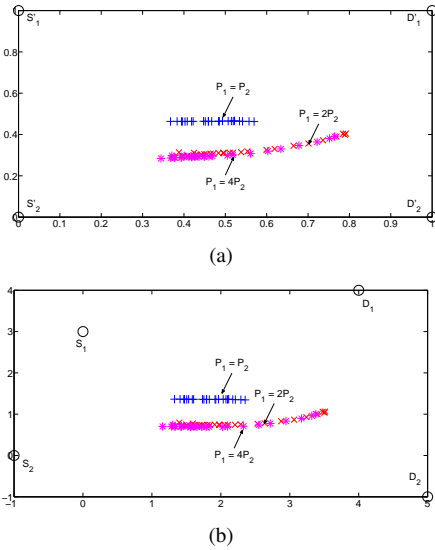 S'1 D'1
1
0.8
0.6
0.4
0.2
0
P1 = P2
P1 = 2P2
P1 = 4P2
S'2 D'2
0 0.1 0.2 0.3 0.4 0.5 0.6 0.7 0.8 0.9 1
(a)
4
3
2
1
0
−1
D1
S1
P1 = P2
P1 = 2P2
P1 = 4P2
S2
D2
−1 0 1 2 3 4 5
(b)